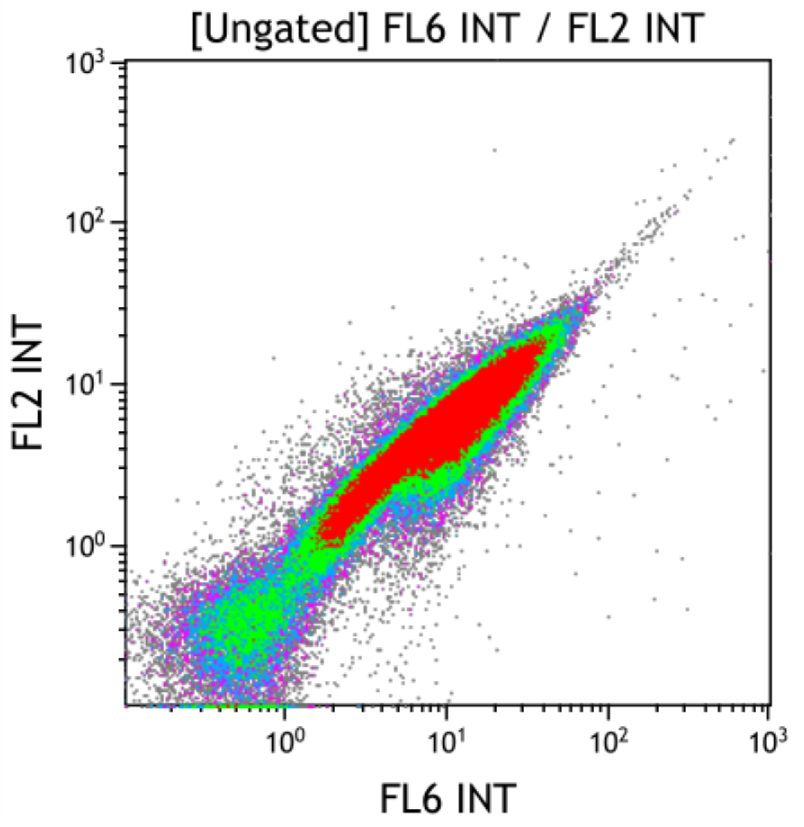 [Ungated] FL6 INT / FL2 INT
10³
10²
10¹
10⁰
FL2 INT
10⁰ 10¹ 10² 10³
FL6 INT